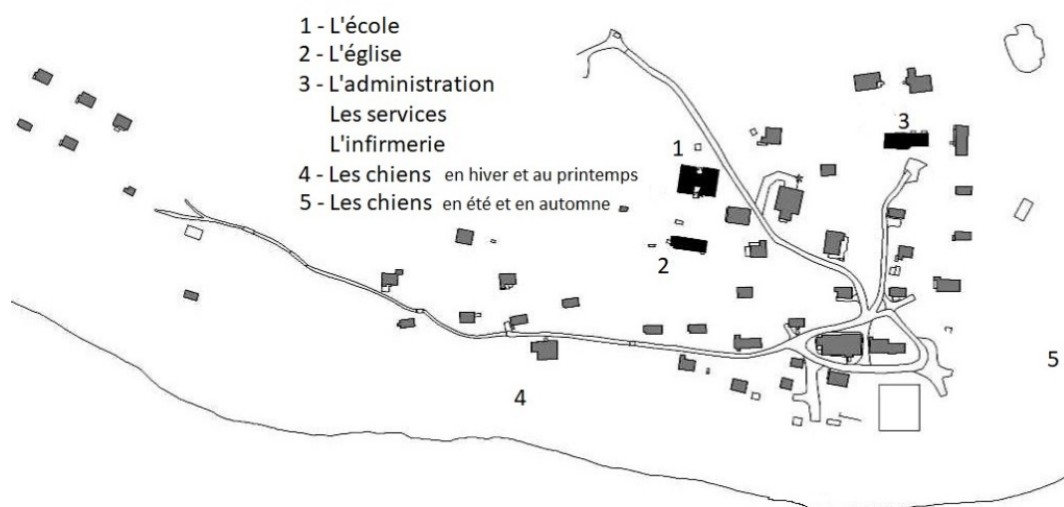 1 - L'école
2 - L'église
3 - L'administration
Les services
L'infirmerie
4 - Les chiens en hiver et au printemps
5 - Les chiens en été et en automne
3
1
2
5
4